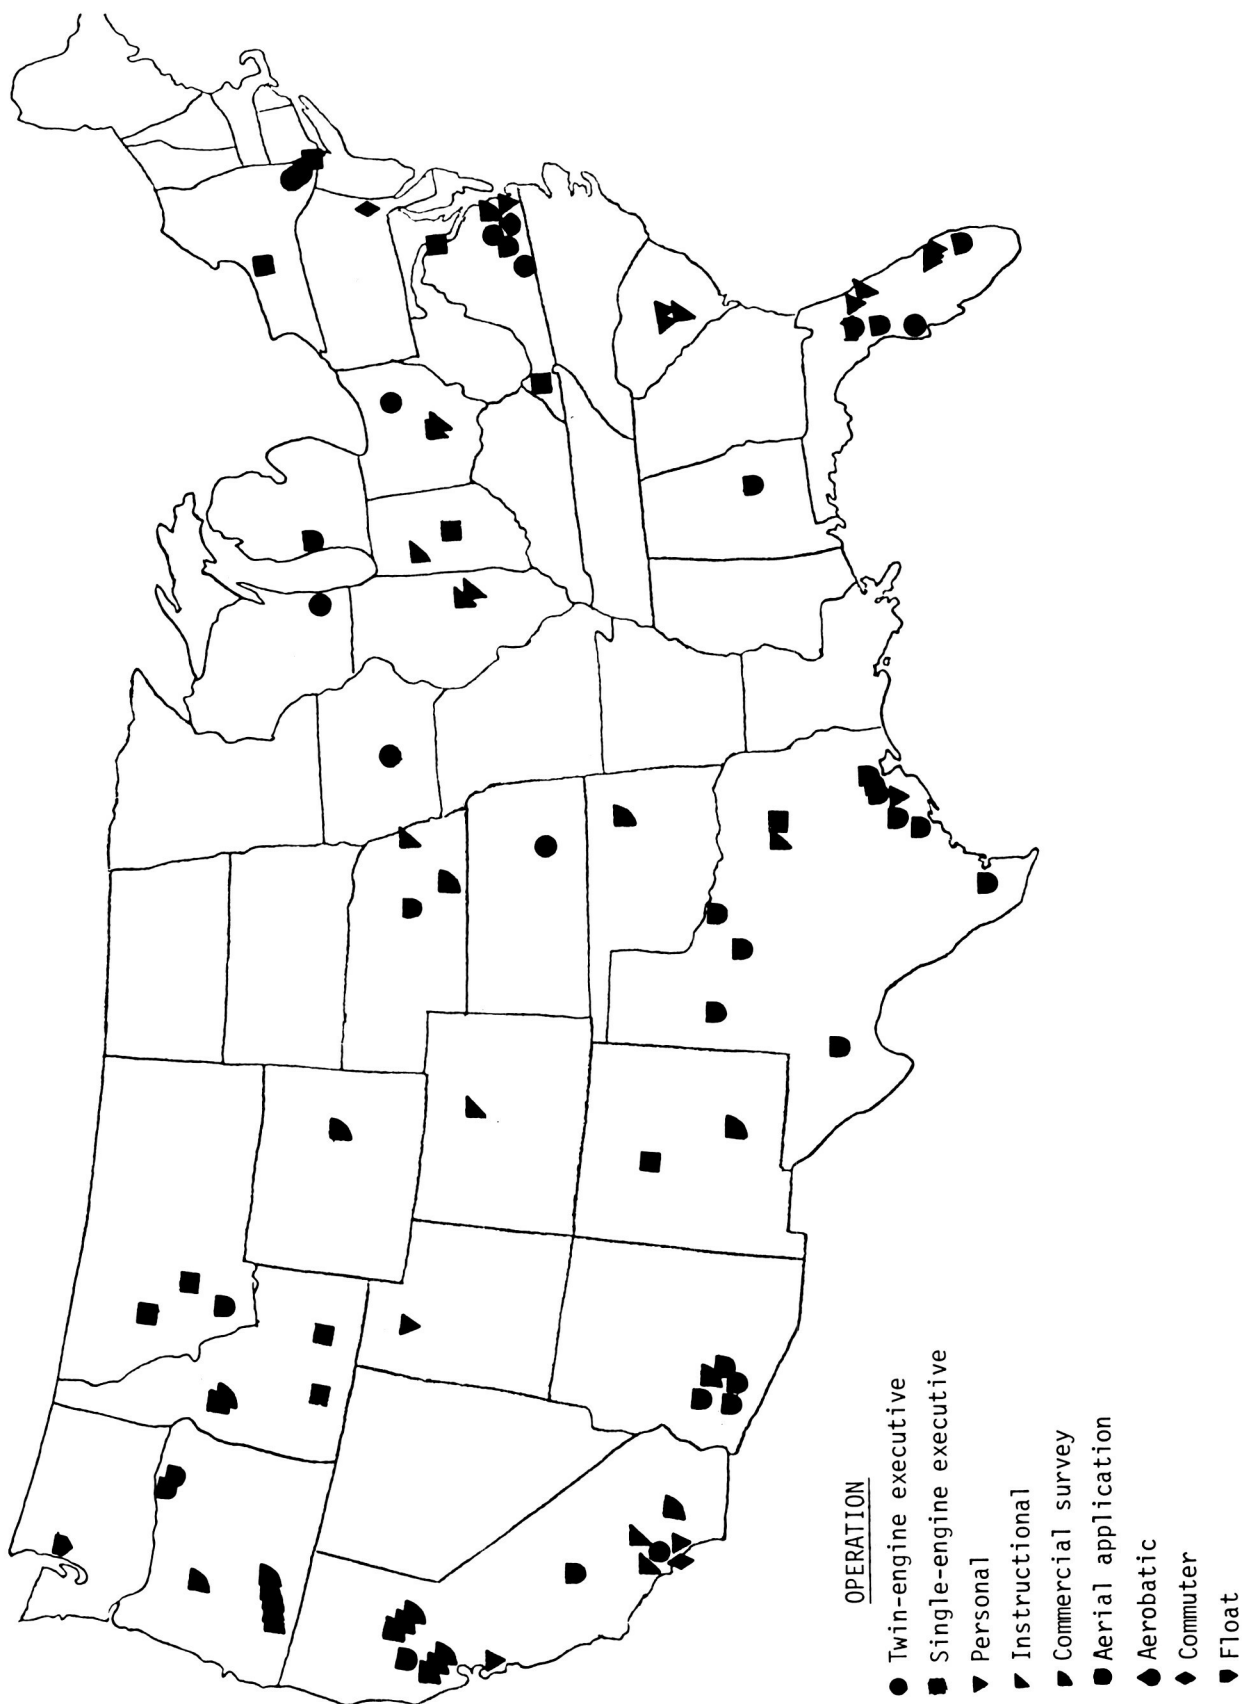 OPERATION
Twin-engine executive
Single-engine executive
Personal
Instructional
Commercial survey
Aerial application
Aerobatic
Commuter
Float